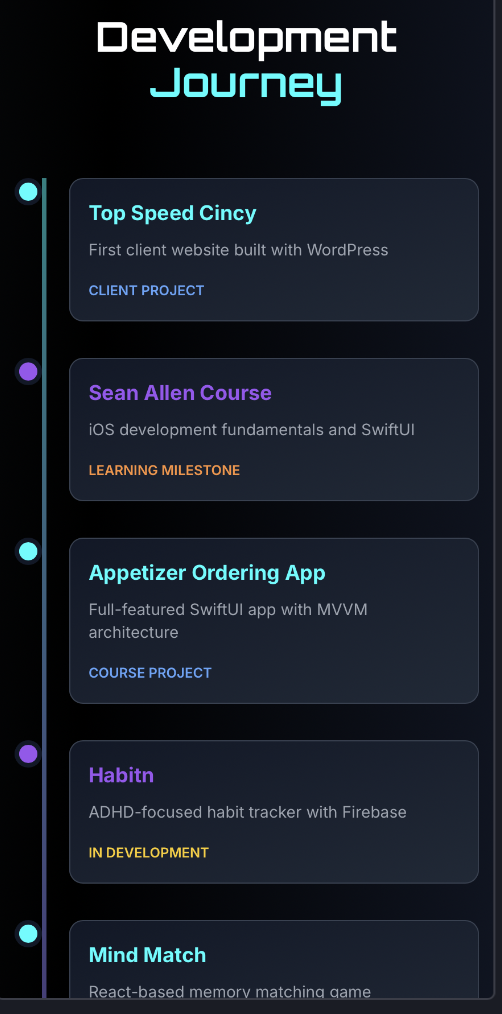 Development
Journey
Top Speed Cincy
First client website built with WordPress
CLIENT PROJECT
Sean Allen Course
iOS development fundamentals and SwiftUI
LEARNING MILESTONE
Appetizer Ordering App
Full-featured SwiftUI app with MVVM
architecture
COURSE PROJECT
Habitn
ADHD-focused habit tracker with Firebase
IN DEVELOPMENT
Mind Match
React-based memory matching game